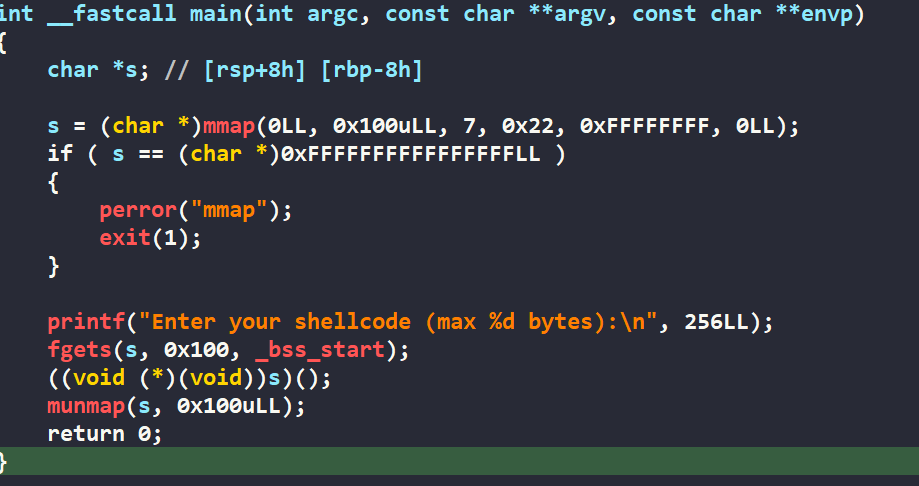 int __fastcall main(int argc, const char **argv, const char **envp)
{
char *s; // [rsp+8h] [rbp-8h]
s = (char *)mmap(0LL, 0x100uLL, 7, 0x22, 0xFFFFFFFF, 0LL);
if ( s == (char *)0xFFFFFFFFFFFFFFFFLL )
{
perror("mmap");
exit(1);
}
printf("Enter your shellcode (max %d bytes):\n", 256LL);
fgets(s, 0x100, _bss_start);
((void (*)(void))s)();
munmap(s, 0x100uLL);
return 0;
}